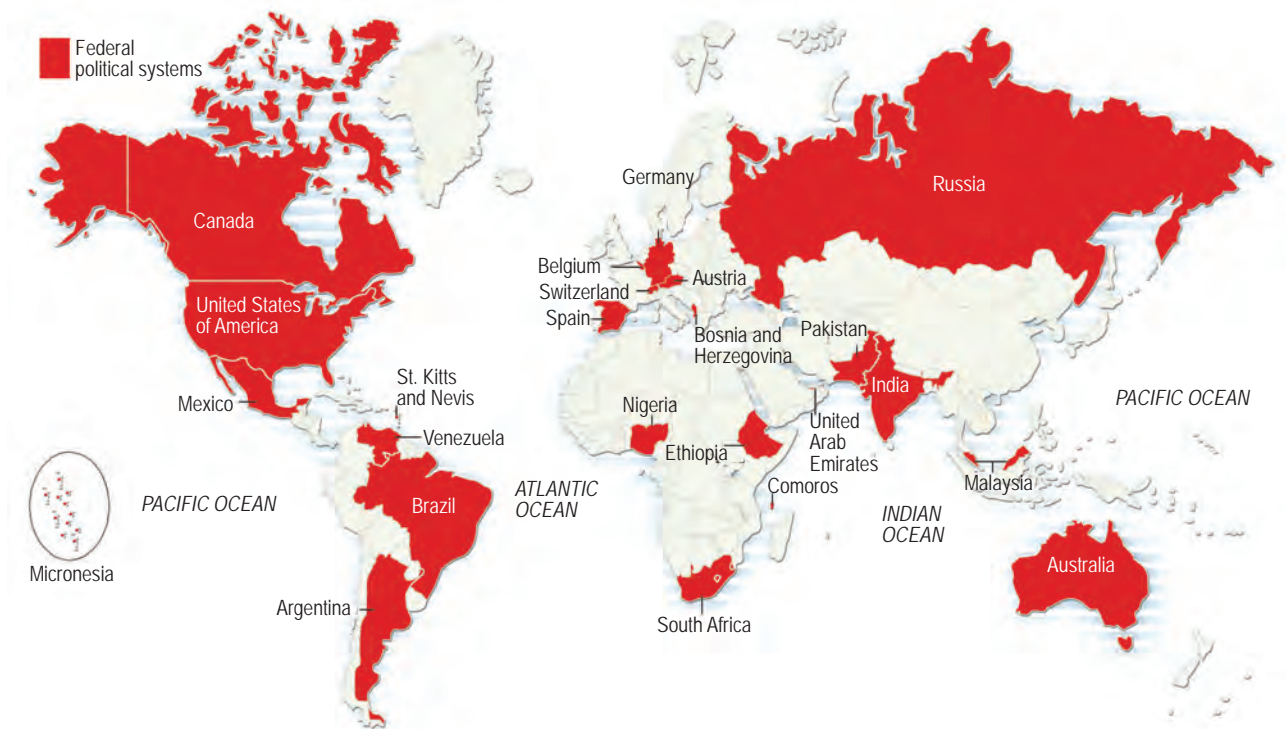 Federal
political systems
Canada
United States
of America
Mexico
St. Kitts
and Nevis
Venezuela
Brazil
Argentina
Micronesia
PACIFIC OCEAN
ATLANTIC
OCEAN
Germany
Belgium
Switzerland
Spain
Austria
Bosnia and
Herzegovina
Russia
Pakistan
India
Nigeria
Ethiopia
United
Arab
Emirates
Comoros
South Africa
INDIAN
OCEAN
Malaysia
PACIFIC OCEAN
Australia